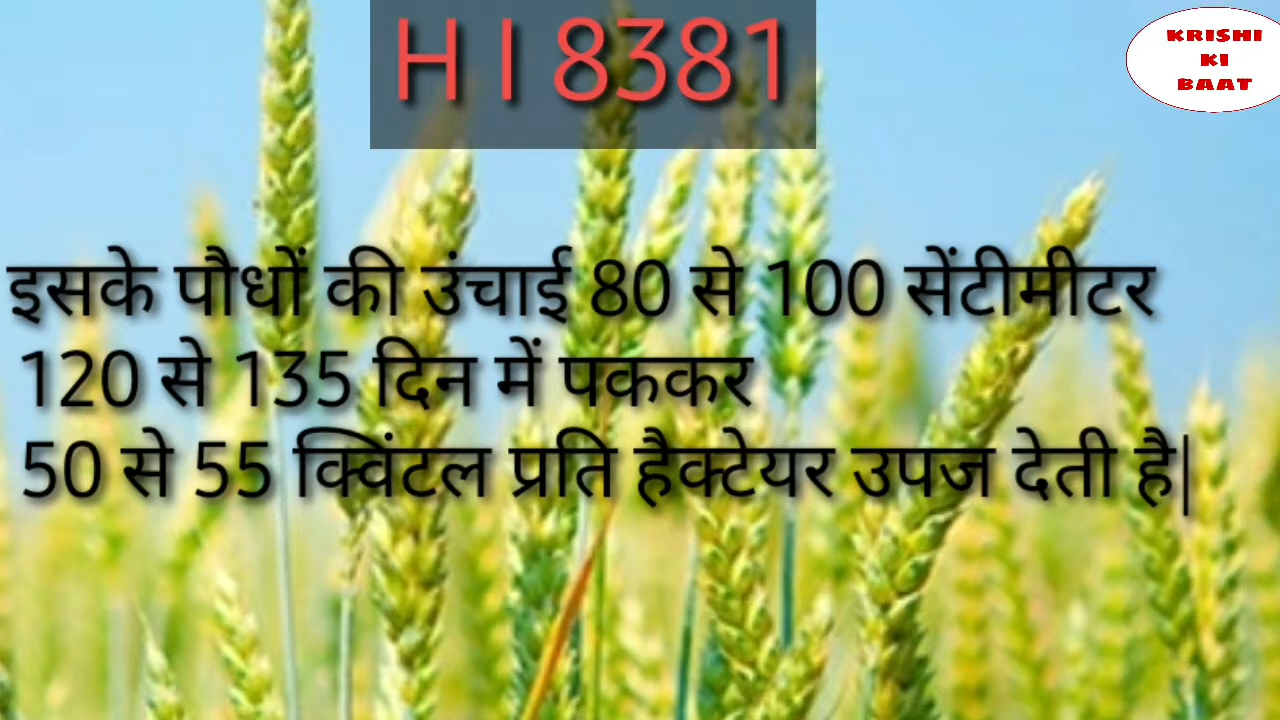 H I 8381
KRISHI
KI
BAAT
इसके पौधों की उंचाई 80 से 100 सेंटीमीटर
120 से 135 दिन में पककर
50 से 55 क्विंटल प्रति हैक्टेयर उपज देती है|